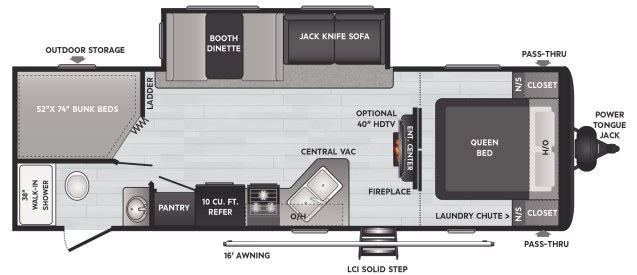 OUTDOOR STORAGE
BOOTH
DINETTE
JACK KNIFE SOFA
PASS-THRU
52"X 74" BUNK BEDS
LADDER
N/S
CLOSET
OPTIONAL
40" HDTV
ENT. CENTER
QUEEN
BED
H/O
POWER
TONGUE
JACK
CENTRAL VAC
FIREPLACE
38"
WALK-IN
SHOWER
PANTRY
10 CU. FT.
REFER
O/H
LAUNDRY CHUTE >
N/S
CLOSET
PASS-THRU
16' AWNING
LCI SOLID STEP